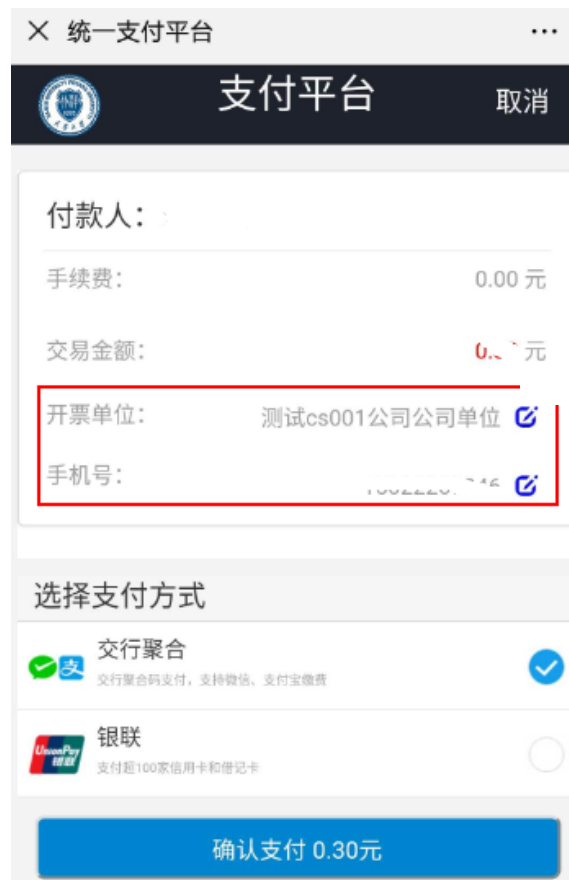 统一支付平台
支付平台 取消
付款人：
手续费： 0.00 元
交易金额： 元
开票单位： 测试cs001公司公司单位
手机号：
选择支付方式
交行聚合
支
交行聚合码支付，支持微信、支付宝缴费
银联
UnionPay
银联
支付超100家信用卡和借记卡
确认支付 0.30元